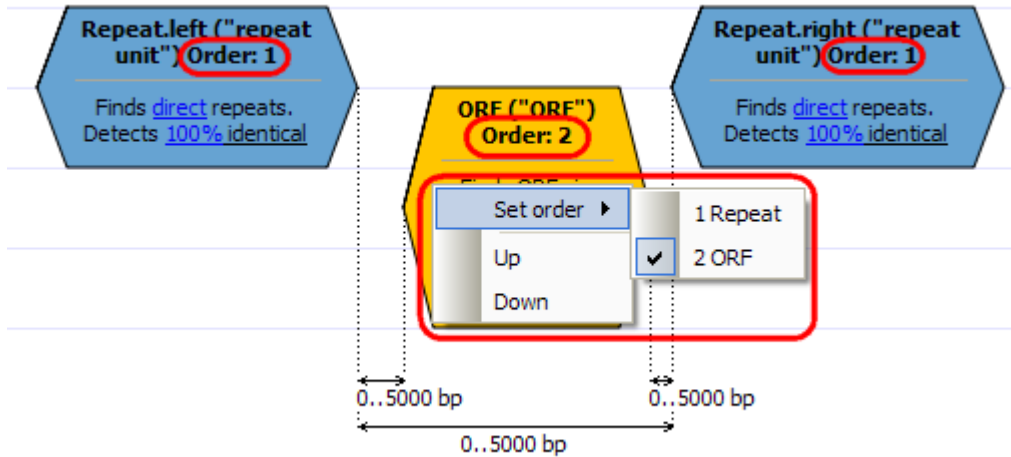 Repeat.left ("repeat
unit") Order: 1
Finds direct repeats.
Detects 100% identical
ORF ("ORF")
Order: 2
Repeat.right ("repeat
unit") Order: 1
Finds direct repeats.
Detects 100% identical
Set order
Up
Down
1 Repeat
2 ORF
0..5000 bp
0..5000 bp
0..5000 bp